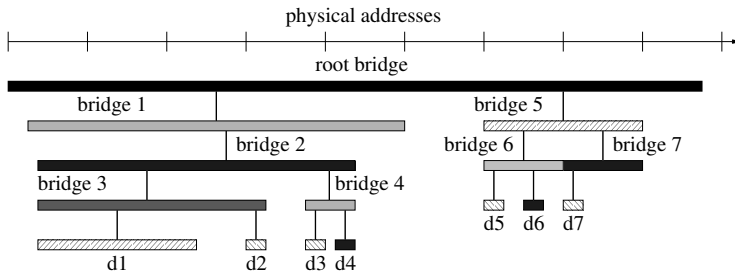 physical addresses
root bridge
bridge 1
bridge 5
bridge 2
bridge 6
bridge 7
bridge 3
bridge 4
d5
d6
d7
d1
d2
d3
d4